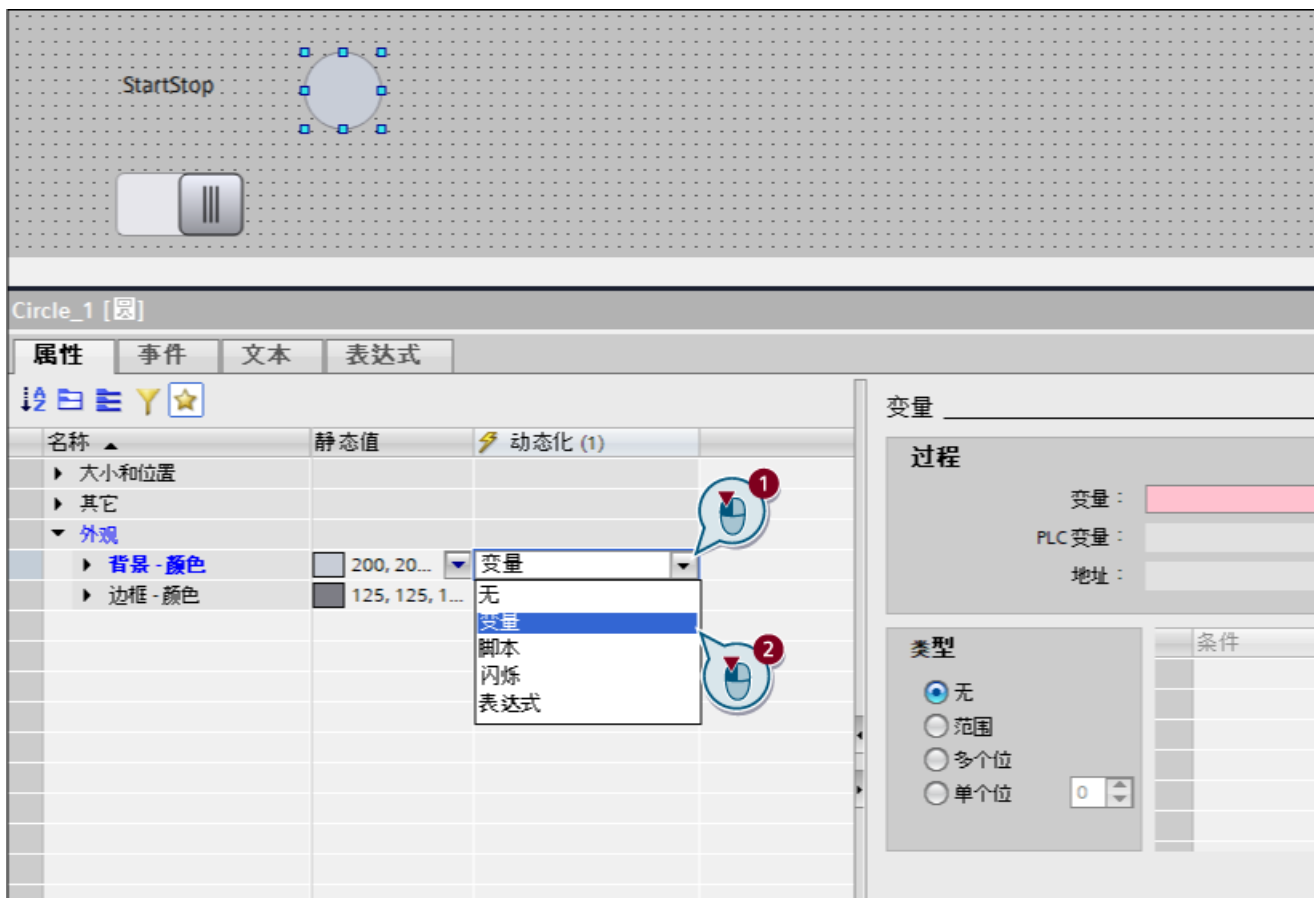 StartStop
Circle_1 [圆]
属性 事件 文本 表达式
名称 静态值 动态化 (1)
大小和位置
其它
外观
背景 - 颜色 200, 20... 变量
边框 - 颜色 125, 125, 1... 无
变量
脚本
闪烁
表达式
1
2
变量
过程
变量：
PLC 变量：
地址：
类型
无
范围
多个位
单个位 0
条件